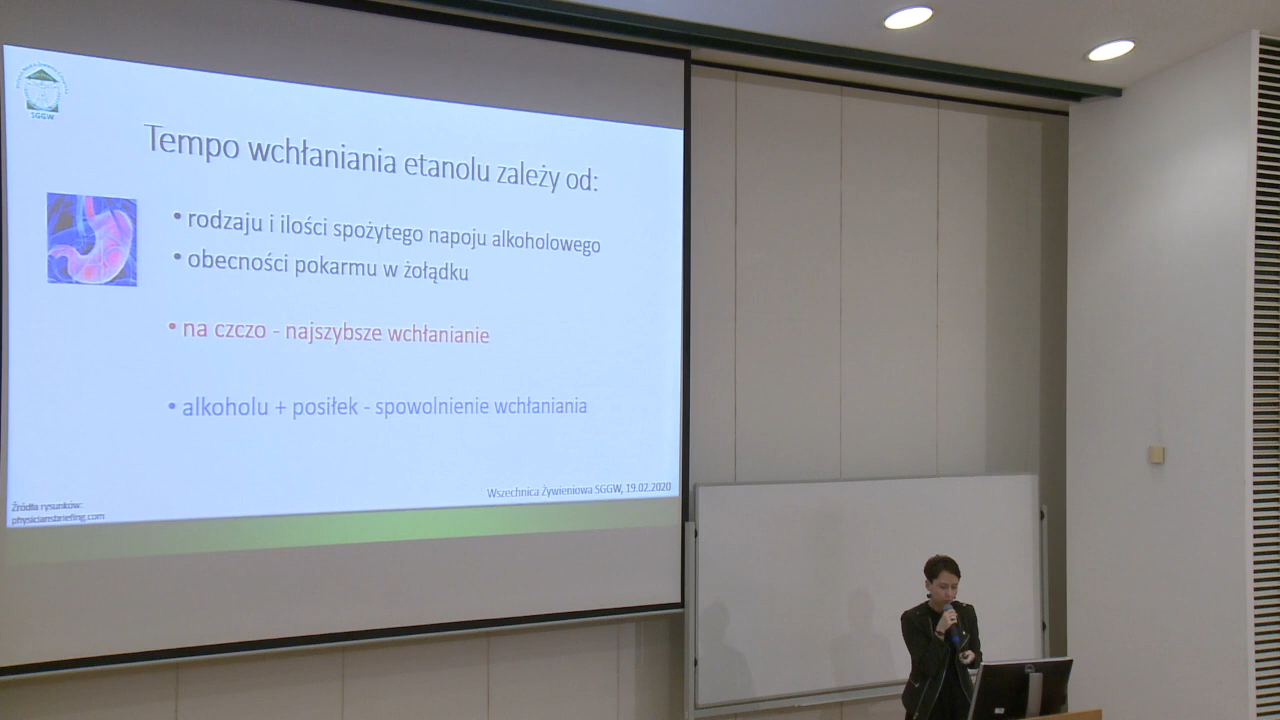 SGGW
Tempo wchłaniania etanolu zależy od:
• rodzaju i ilości spożytego napoju alkoholowego
• obecności pokarmu w żołądku
• na czczo - najszybsze wchłanianie
• alkoholu + posiłek - spowolnienie wchłaniania
Wszechnica Żywieniowa SGGW, 19.02.2020
Źródła rysunków:
physiciansbriefing.com